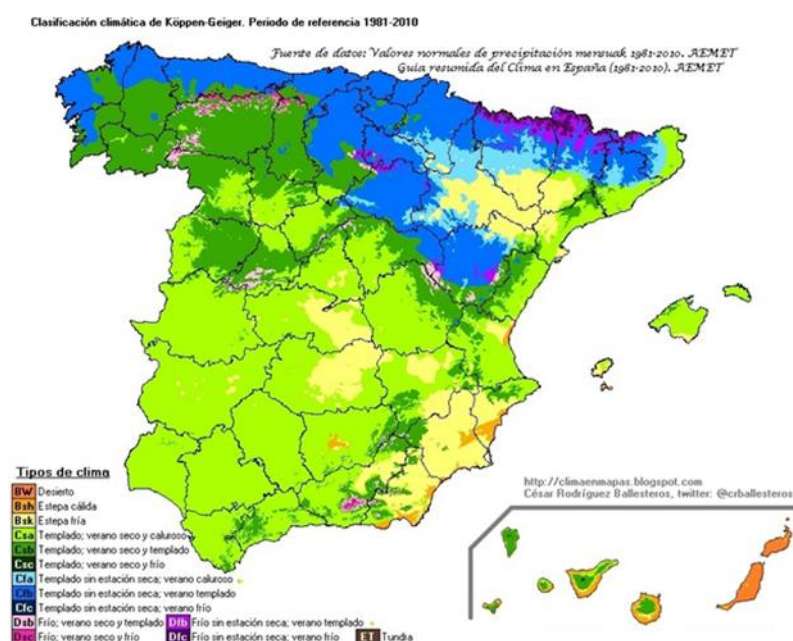 Clasificación climática de Köppen-Geiger. Periodo de referencia 1981-2010
Fuente de datos: Valores normales de precipitación mensuak 1981-2010. AEMET
Guía resumida del Clima en España (1981-2010). AEMET
http://climaenmapas.blogspot.com
César Rodríguez Ballesteros, twitter: @crballesteros
Tipos de clima
BW Desierto
Bsh Estepa cálida
Bsk Estepa fría
Csa Templado; verano seco y caluroso
Csb Templado; verano seco y templado
Csc Templado; verano seco y frío
Cfa Templado sin estación seca; verano caluroso
Cfb Templado sin estación seca; verano templado
Cfc Templado sin estación seca; verano frío
Dsb Frío; verano seco y templado Dfb Frío sin estación seca; verano templado
Dsc Frío; verano seco y frío Dfc Frío sin estación seca; verano frío ET Tundra